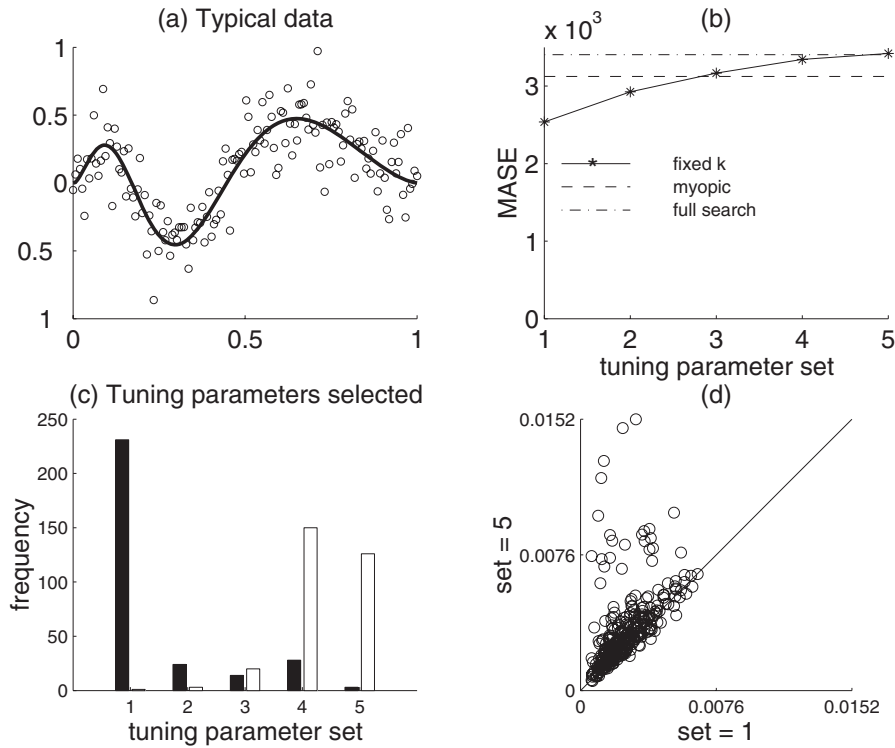 (a) Typical data
1
0.5
0
0.5
1
0
0.5
1
(b)
x 10³
3
2
1
0
MASE
* fixed k
myopic
full search
1 2 3 4 5
tuning parameter set
(c) Tuning parameters selected
250
200
150
100
50
0
frequency
1 2 3 4 5
tuning parameter set
(d)
0.0152
0.0076
0
set = 5
0 0.0076 0.0152
set = 1